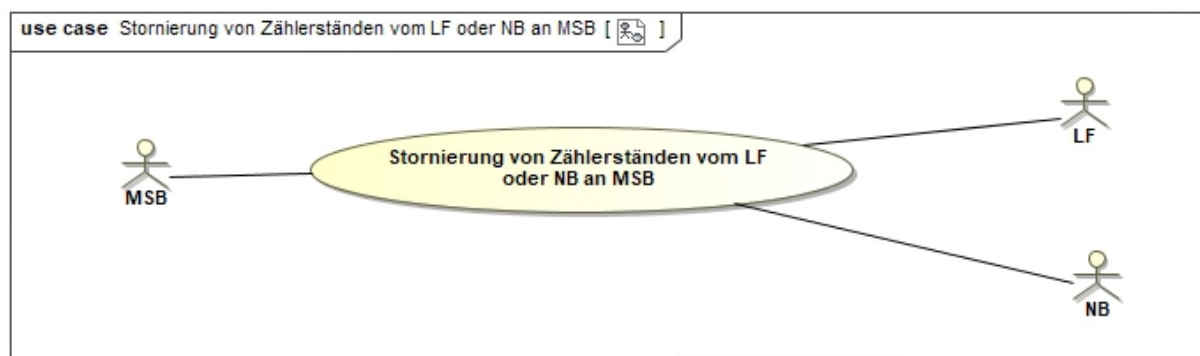 use case Stornierung von Zählerständen vom LF oder NB an MSB [ ]
LF
Stornierung von Zählerständen vom LF
oder NB an MSB
MSB
NB